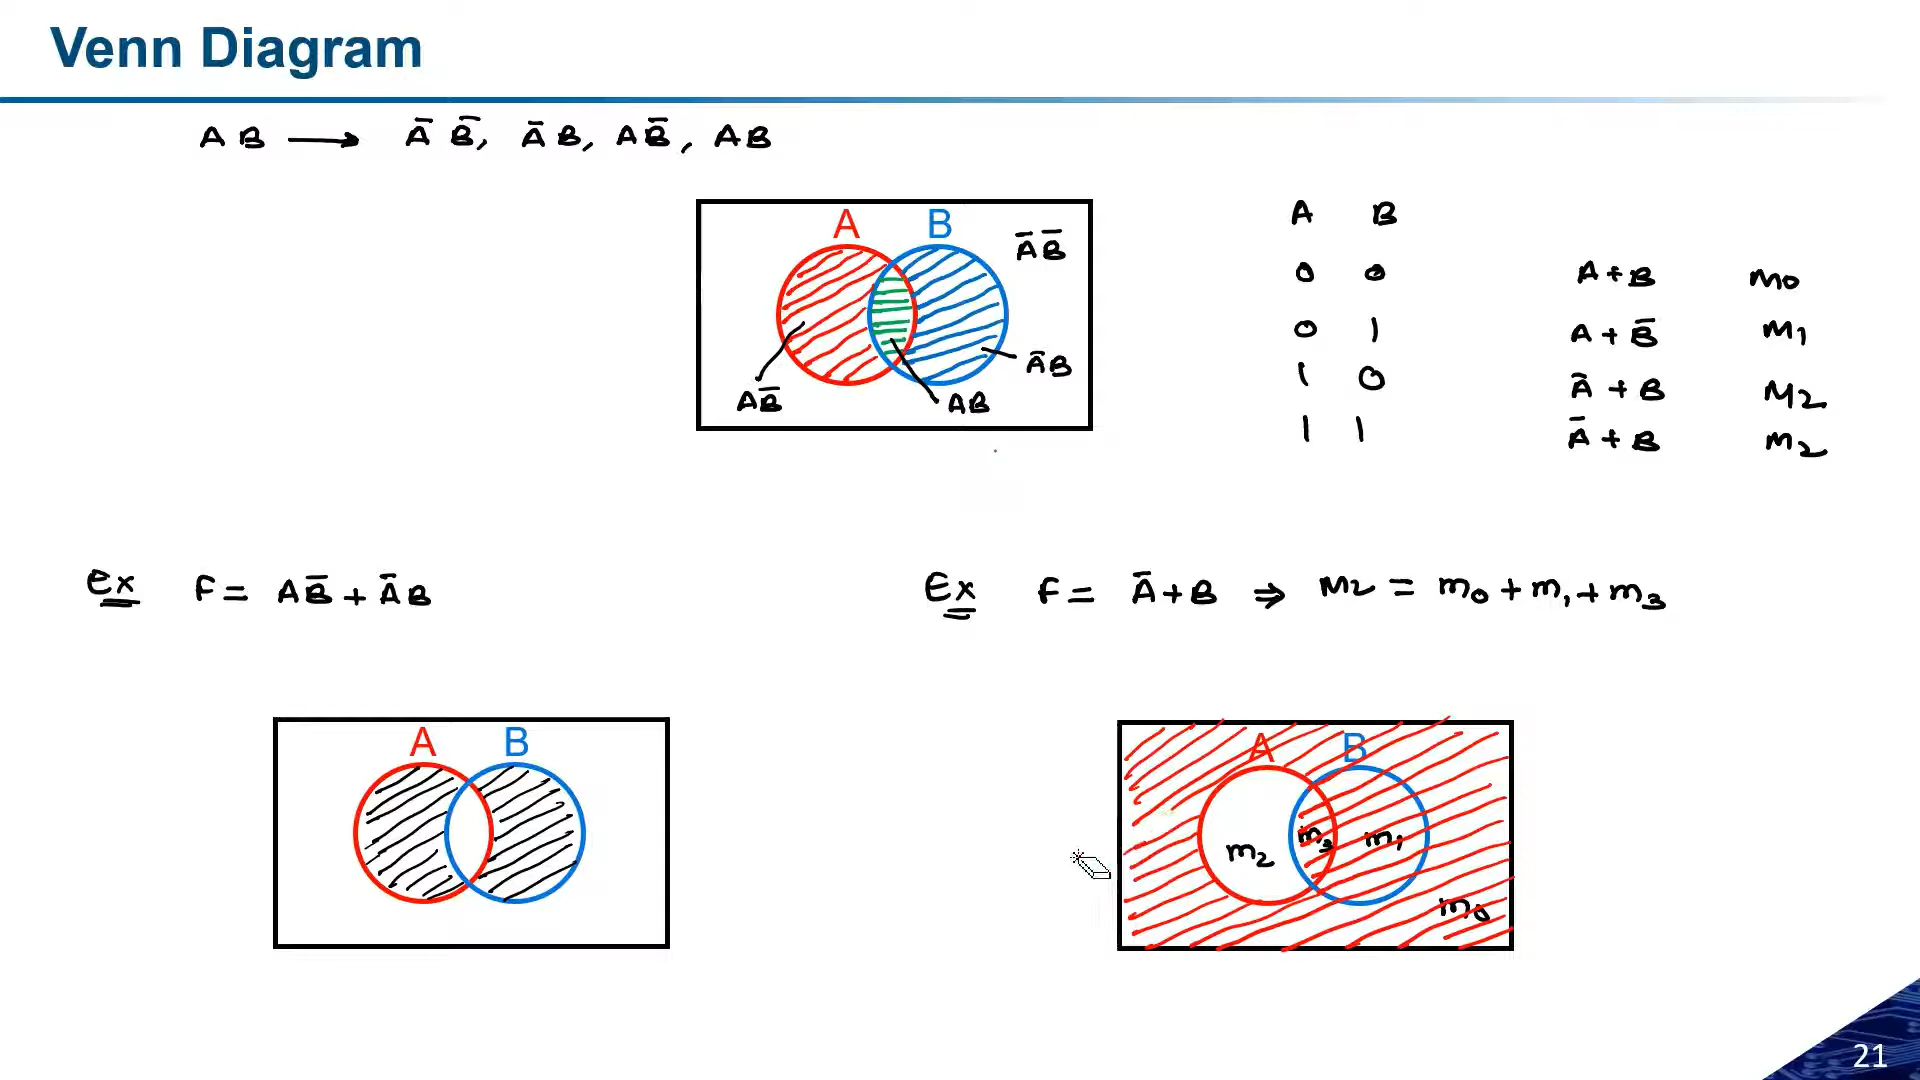 Venn Diagram
A B → A̅ B̅, A̅ B, A B̅, A B
A B
A̅ B̅
A̅ B
A B̅
A B
A B
0 0 A + B M0
0 1 A + B̅ M1
1 0 A̅ + B M2
1 1 A̅ + B M2
Ex F = A B̅ + A̅ B
Ex F = A̅ + B ⇒ M2 = m0 + m1 + m3
A B
A B
m2 m3 m1
m0
21